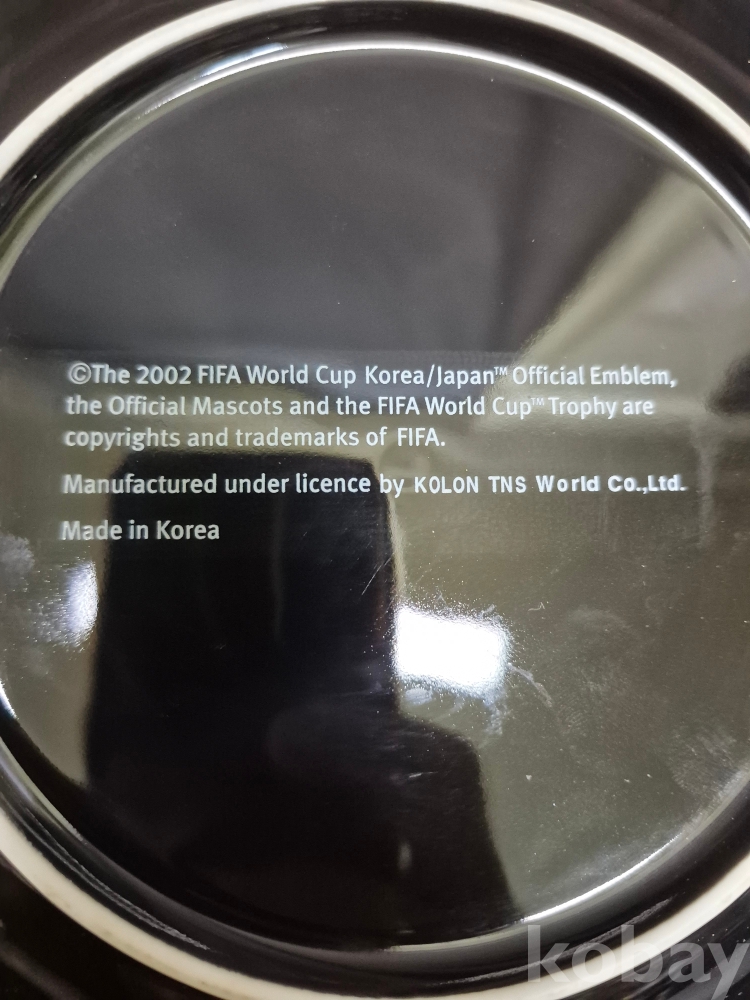 ©The 2002 FIFA World Cup Korea/Japan™ Official Emblem,
the Official Mascots and the FIFA World Cup™ Trophy are
copyrights and trademarks of FIFA.
Manufactured under licence by KOLON TNS World Co.,Ltd.
Made in Korea
kobay